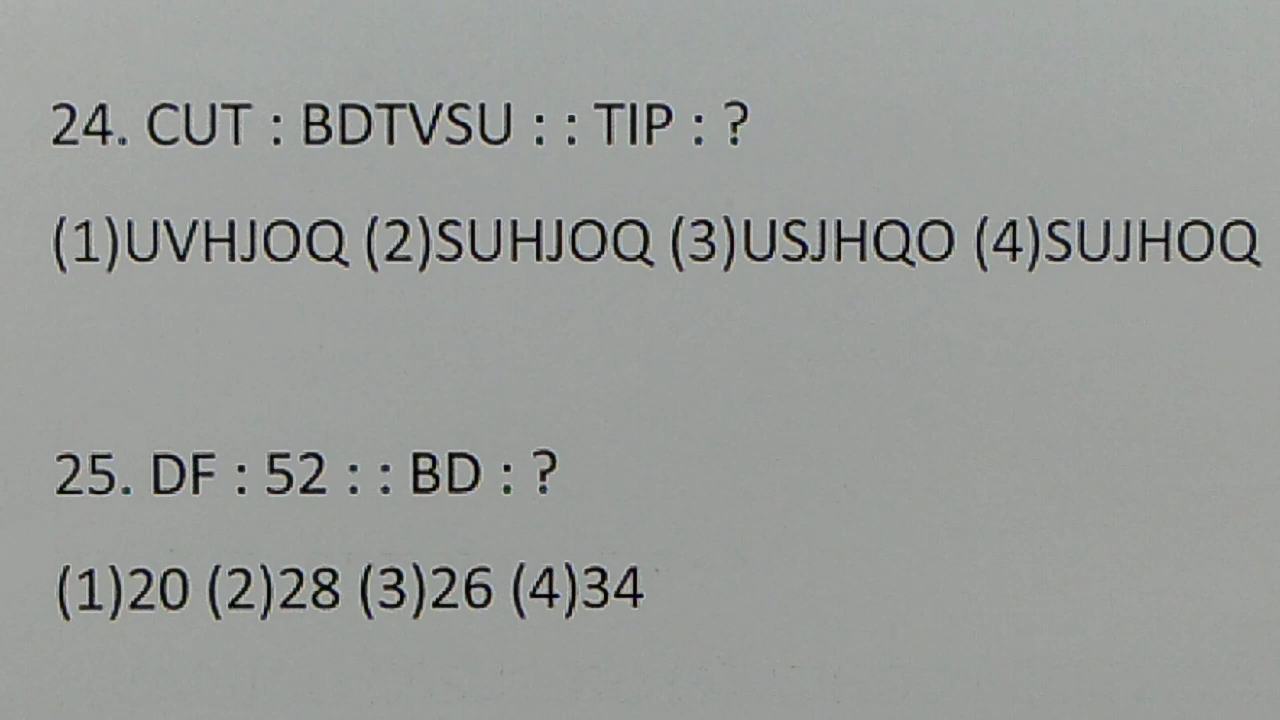 24. CUT : BDTVSU : : TIP : ?
(1)UVHJOQ (2)SUHJOQ (3)USJHQO (4)SUJHOQ
25. DF : 52 : : BD : ?
(1)20 (2)28 (3)26 (4)34